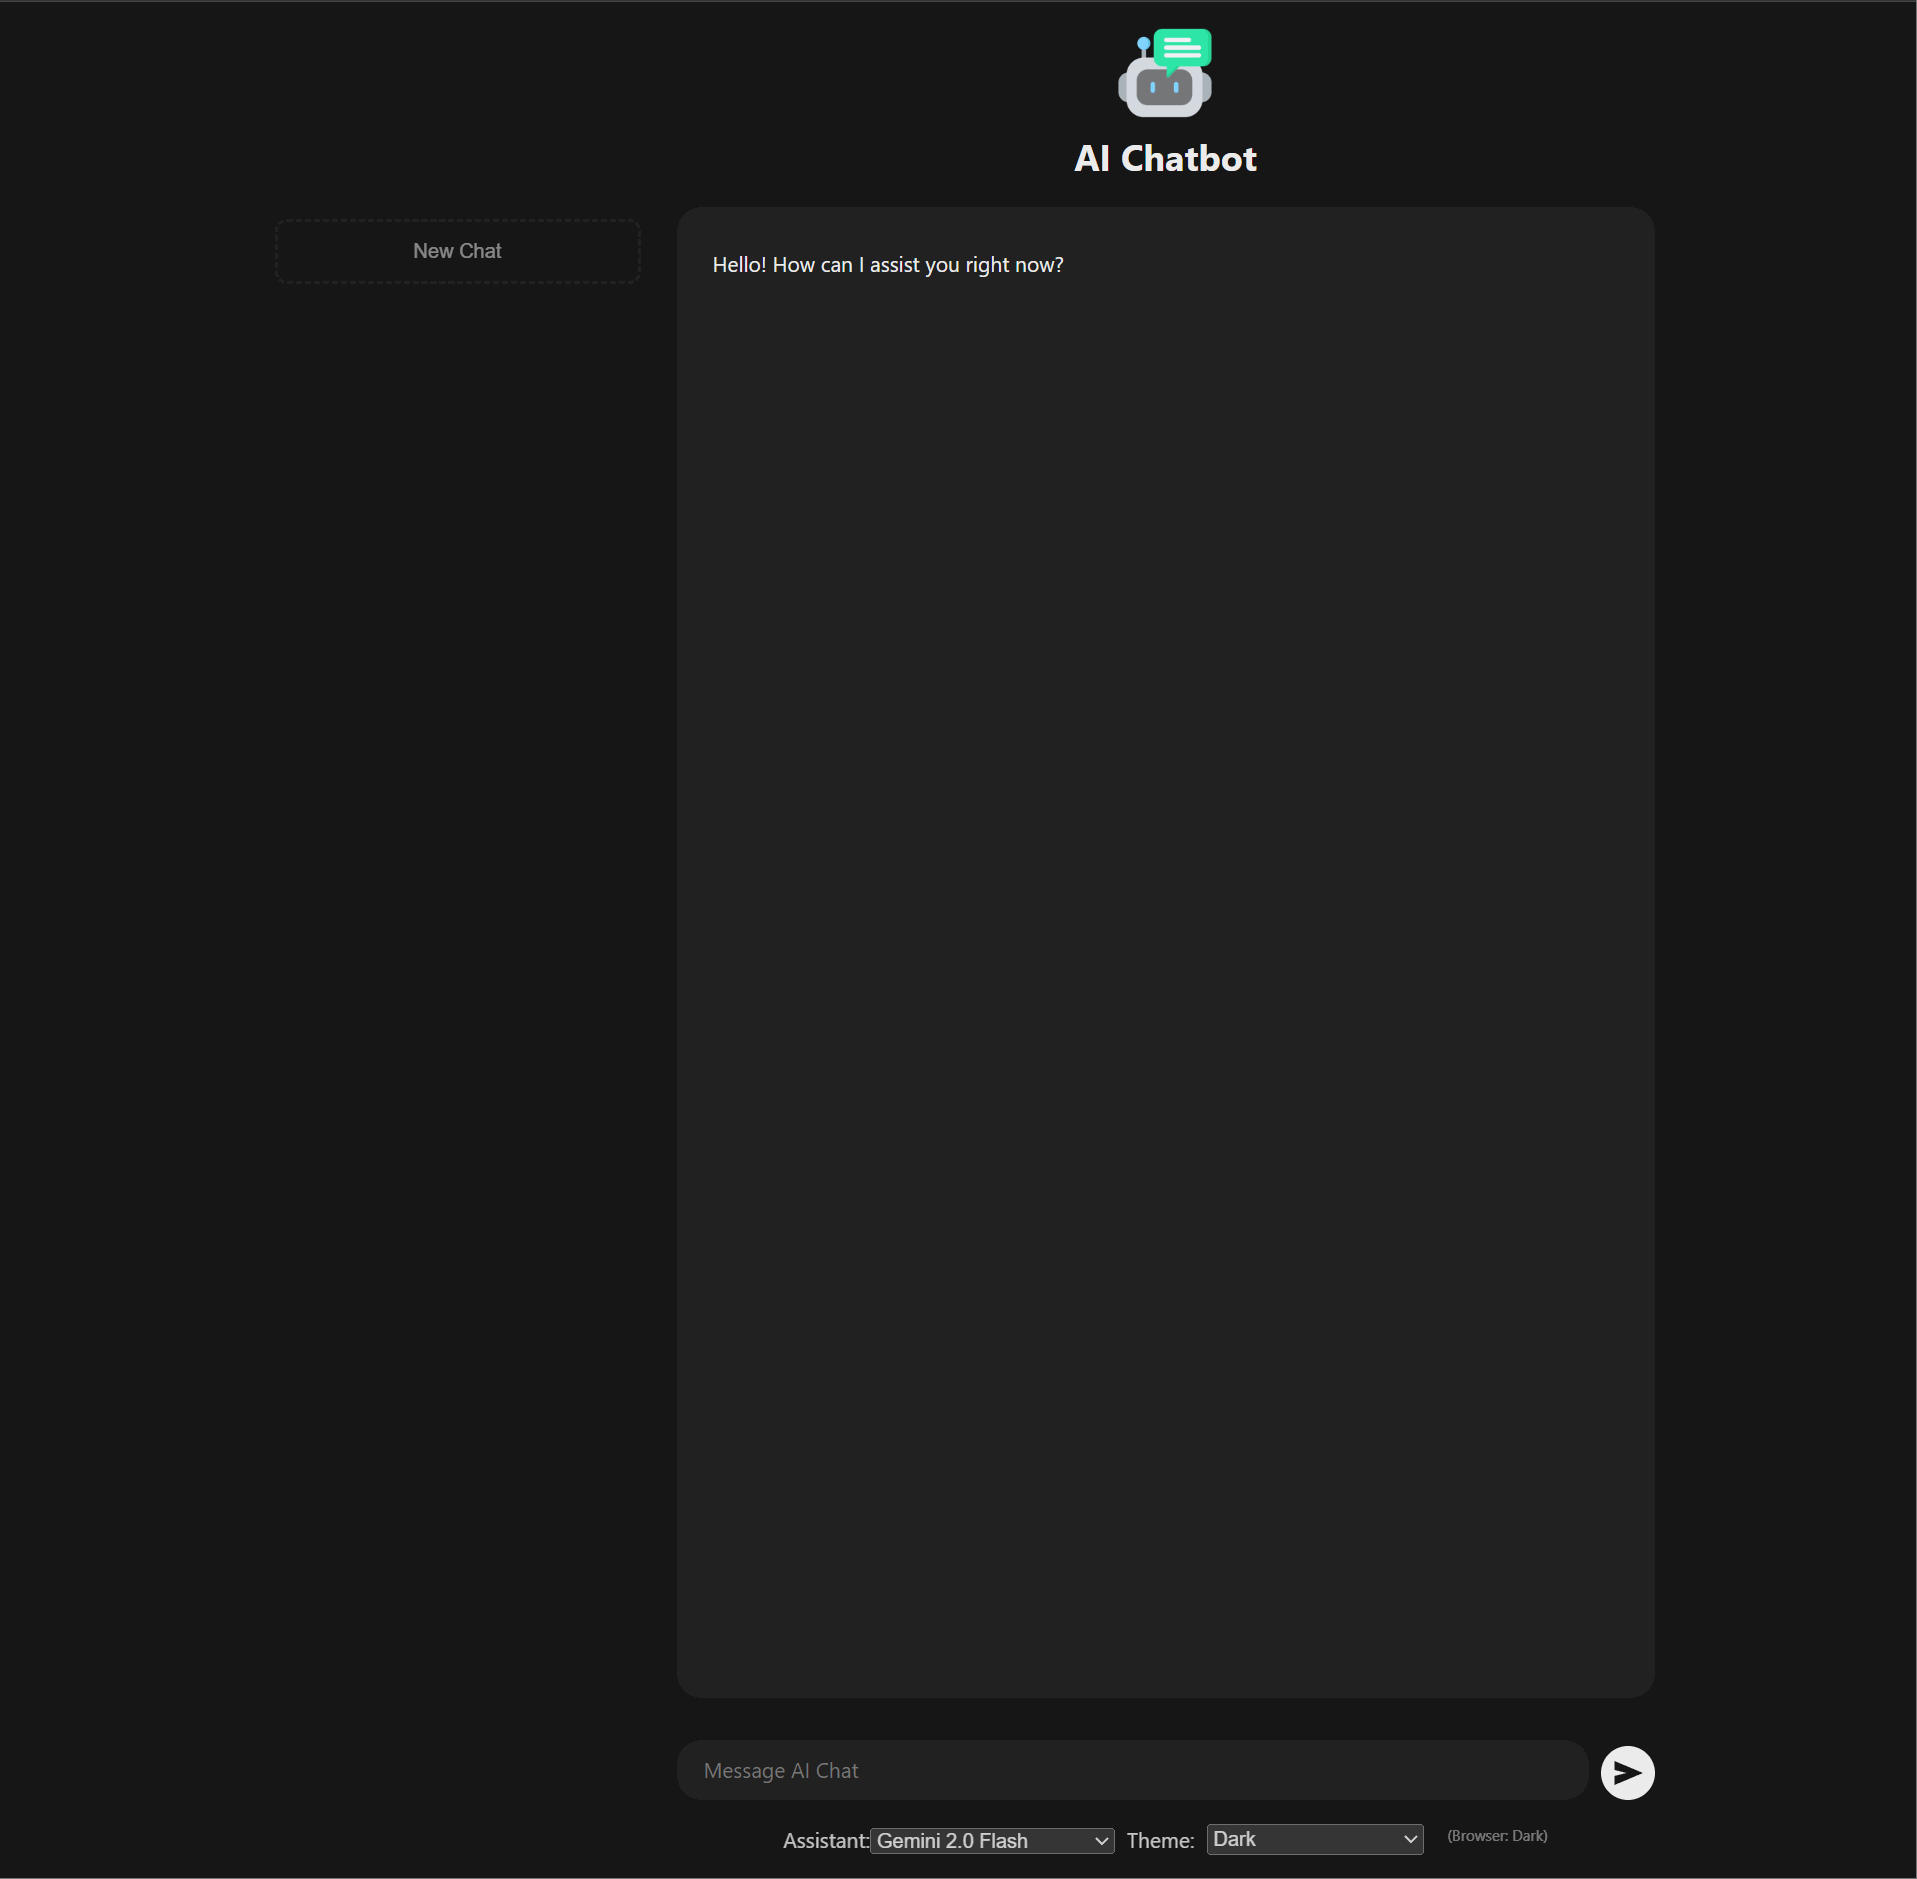 AI Chatbot
New Chat
Hello! How can I assist you right now?
Message AI Chat
Assistant: Gemini 2.0 Flash Theme: Dark (Browser: Dark)